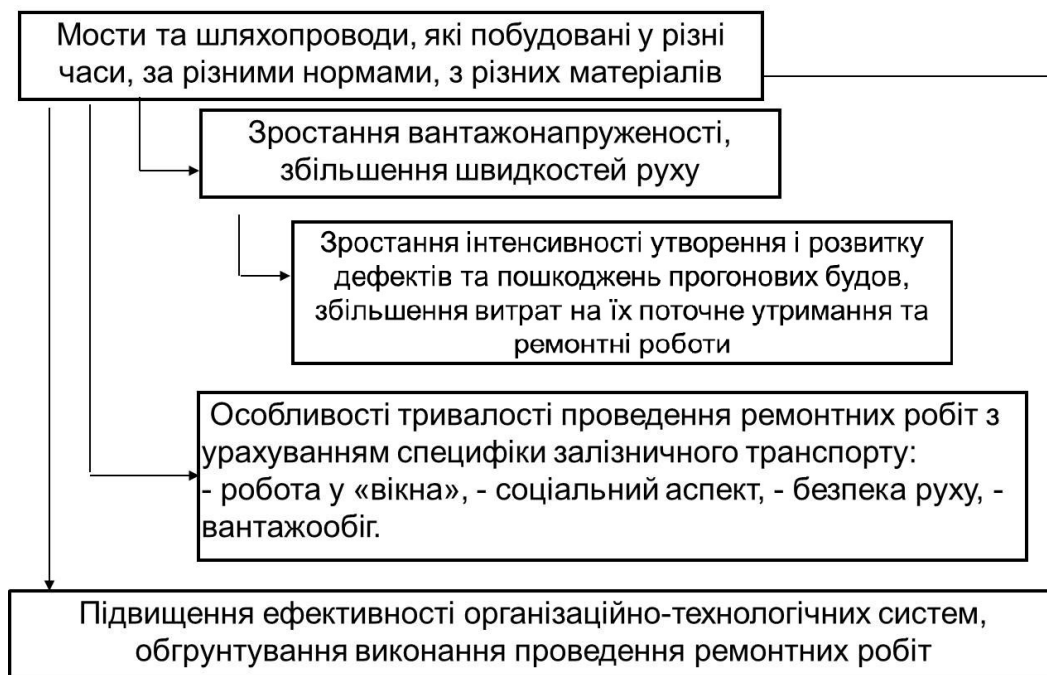 Мости та шляхопроводи, які побудовані у різні
часи, за різними нормами, з різних матеріалів
Зростання вантажонапруженості,
збільшення швидкостей руху
Зростання інтенсивності утворення і розвитку
дефектів та пошкоджень прогонових будов,
збільшення витрат на їх поточне утримання та
ремонтні роботи
Особливості тривалості проведення ремонтних робіт з
урахуванням специфіки залізничного транспорту:
- робота у «вікна», - соціальний аспект, - безпека руху, -
вантажообіг.
Підвищення ефективності організаційно-технологічних систем,
обгрунтування виконання проведення ремонтних робіт